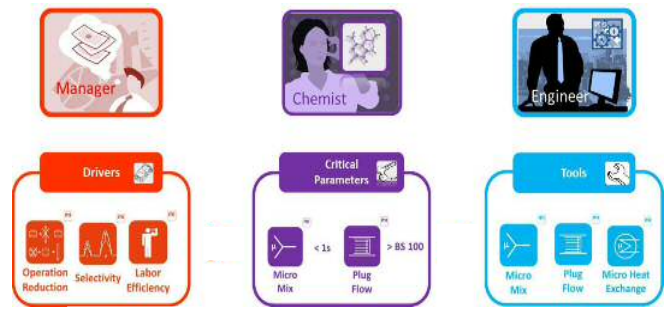 Manager
Chemist
Engineer
Drivers
Operation
Reduction
Selectivity
Labor
Efficiency
Critical
Parameters
μ
< 1s
> BS 100
Micro
Mix
Plug
Flow
Tools
μ
μ
Micro
Mix
Plug
Flow
Micro Heat
Exchange